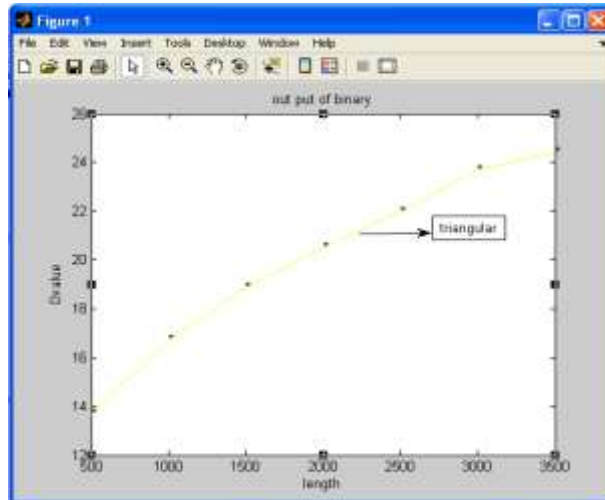 Figure 1
File Edit View Insert Tools Desktop Window Help
out put of binary
26
24
22
20
18
16
14
12
Dvalue
triangular
500 1000 1500 2000 2500 3000 3500
length